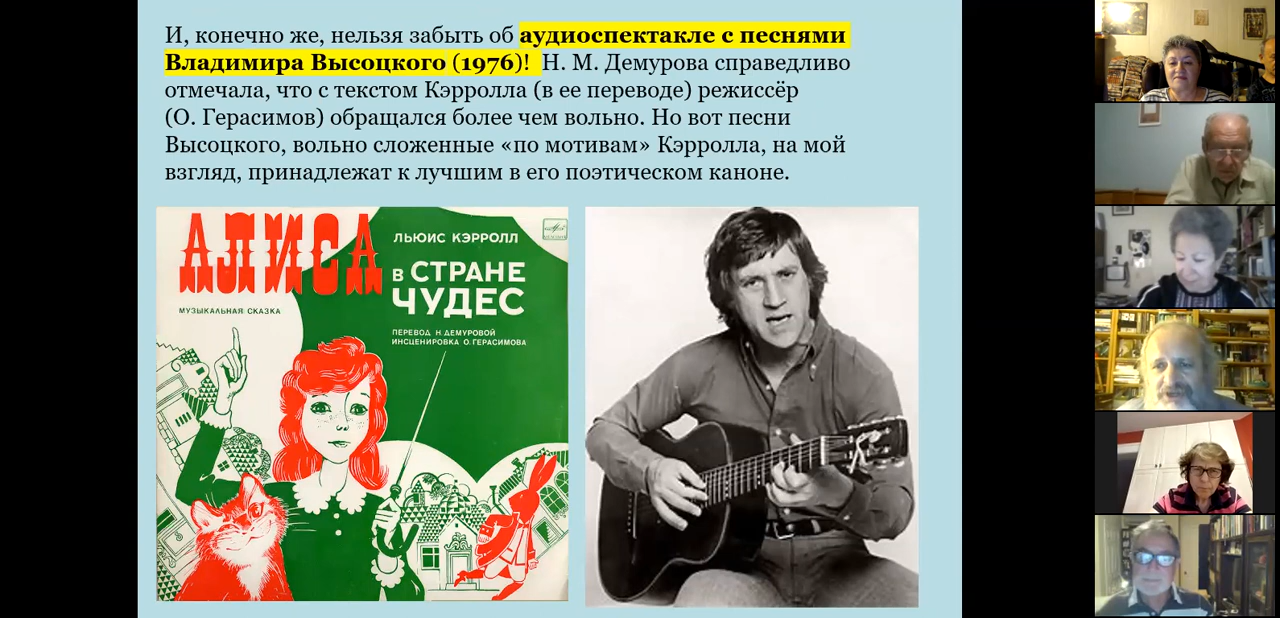 И, конечно же, нельзя забыть об аудиоспектакле с песнями
Владимира Высоцкого (1976)! Н. М. Демурова справедливо
отмечала, что с текстом Кэрролла (в ее переводе) режиссёр
(О. Герасимов) обращался более чем вольно. Но вот песни
Высоцкого, вольно сложенные «по мотивам» Кэрролла, на мой
взгляд, принадлежат к лучшим в его поэтическом каноне.
АЛИСА
ЛЬЮИС КЭРРОЛЛ
В СТРАНЕ
ЧУДЕС
МУЗЫКАЛЬНАЯ СКАЗКА
ПЕРЕВОД Н. ДЕМУРОВОЙ
ИНСЦЕНИРОВКА О. ГЕРАСИМОВА